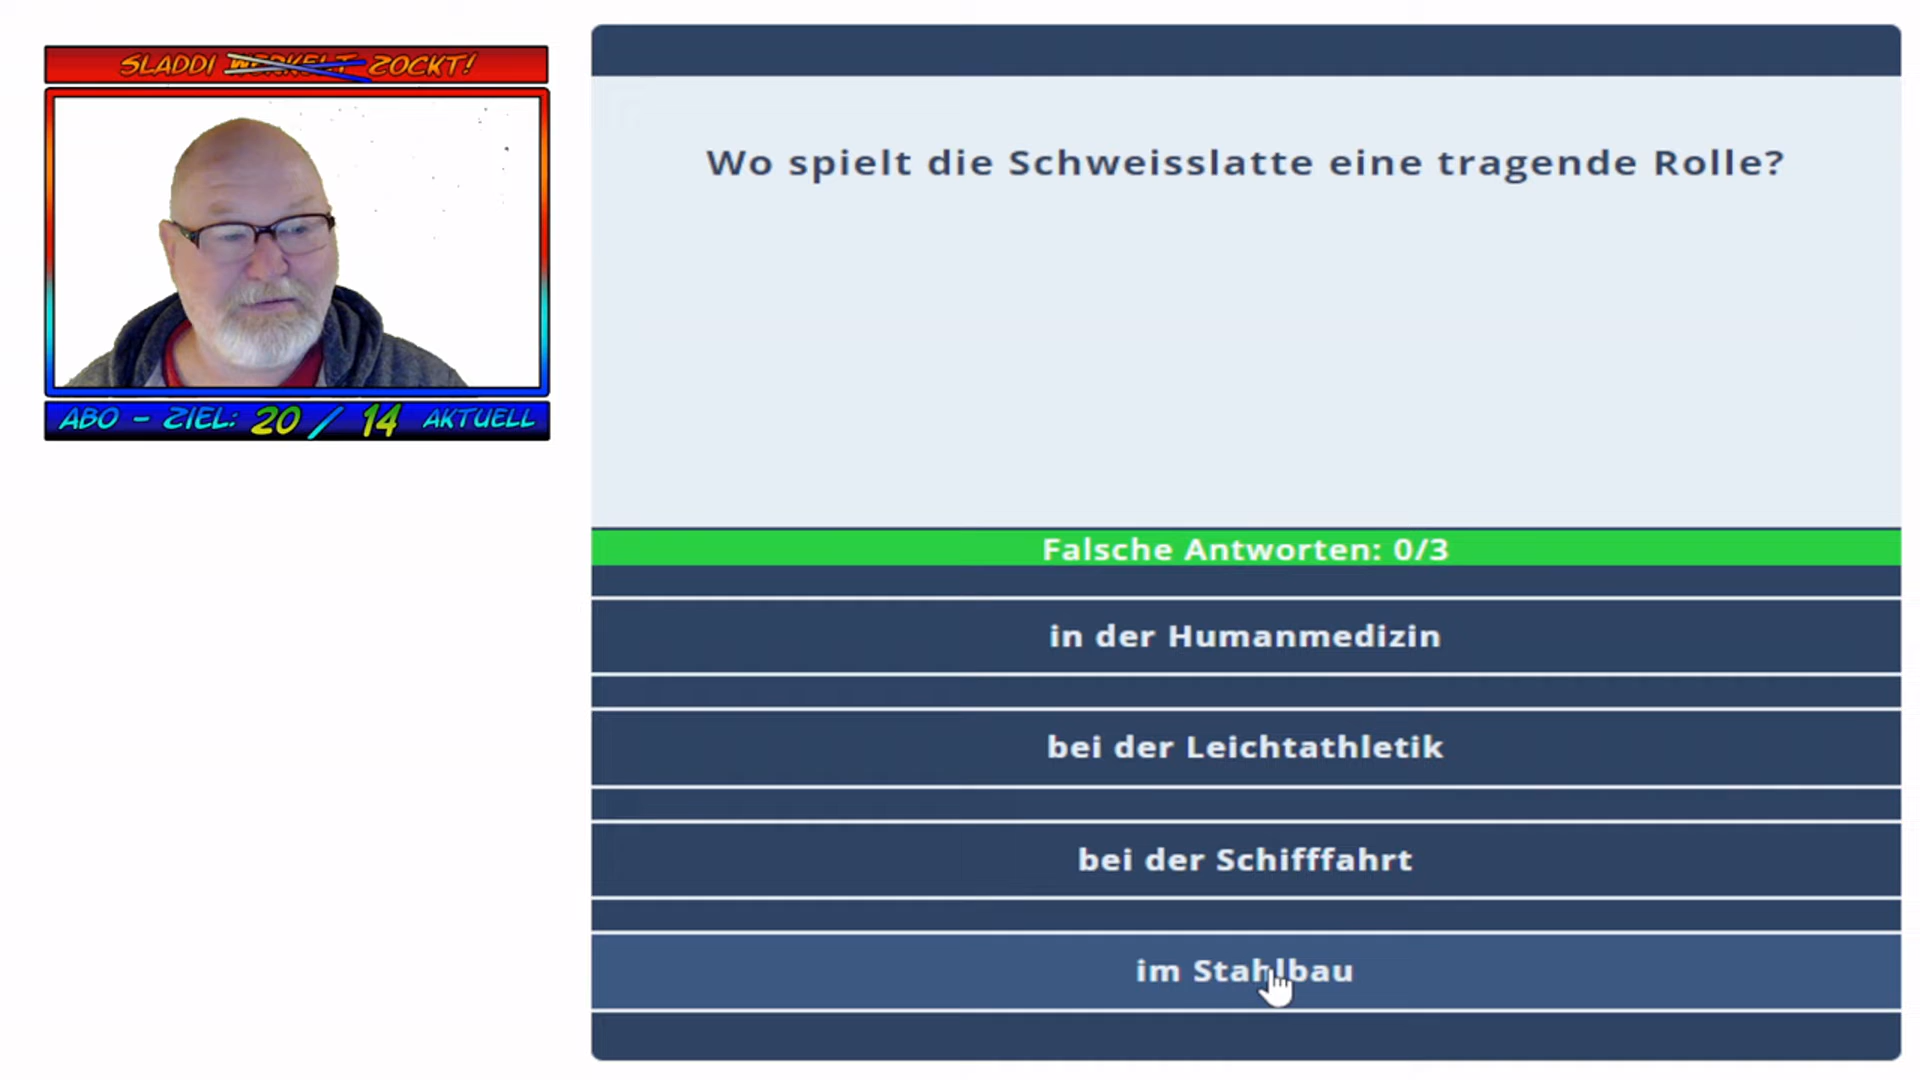 SLADDI WERKELT ZOCKT!
ABO - ZIEL: 20 / 14 AKTUELL
Wo spielt die Schweisslatte eine tragende Rolle?
Falsche Antworten: 0/3
in der Humanmedizin
bei der Leichtathletik
bei der Schifffahrt
im Stahlbau